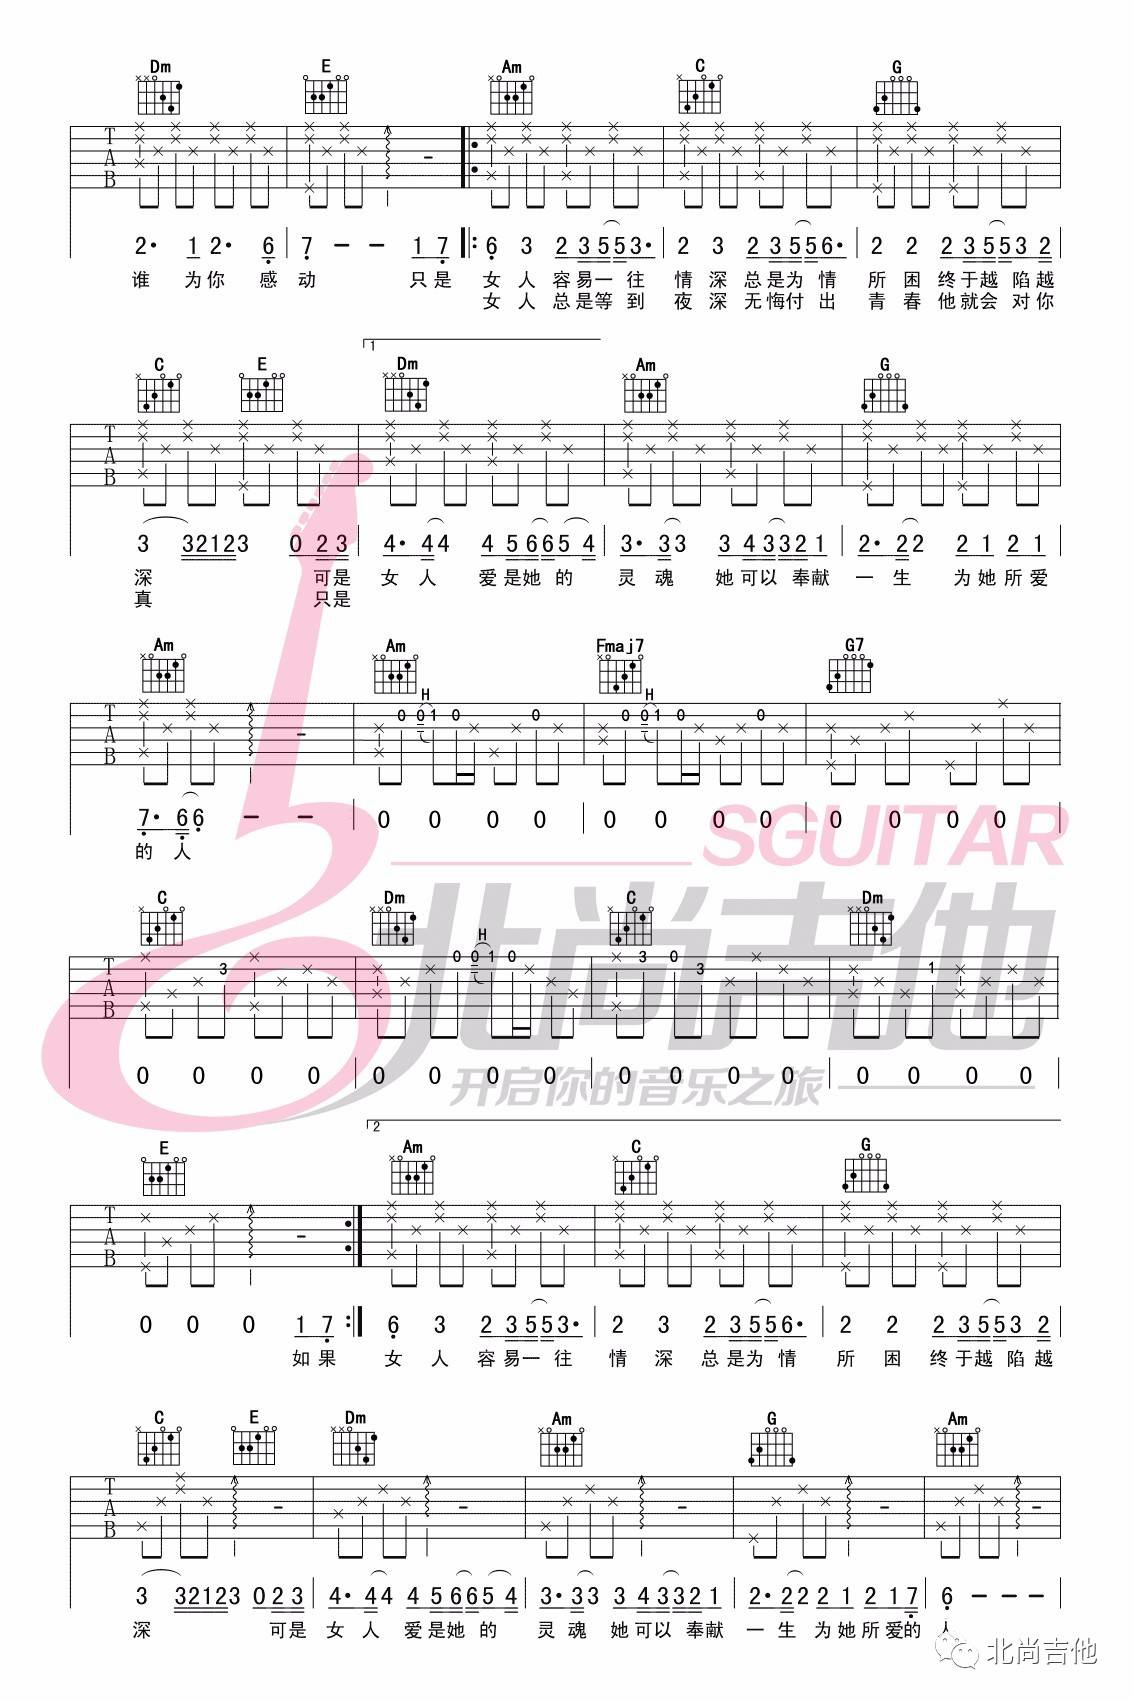 Dm E Am C G
T A B
2· 1 2· 6 7 - - 1 7 6 3 2 3 5 5 3· 2 3 2 3 5 5 6· 2 2 2 3 5 5 3 2
谁 为你 感 动 只是 女 人 容易一 往 情 深 总 是为 情 所 困 终于越陷越
女 人 总是等 到 夜 深 无悔付 出 青 春 他就会 对你
C E 1 Dm Am G
T A B
3 3 2 1 2 3 0 2 3 4· 4 4 4 5 6 6 5 4 3· 3 3 3 4 3 3 2 1 2· 2 2 2 1 2 1
深 可是 女 人 爱 是她 的 灵 魂 她 可以 奉献 一 生 为 她 所爱
真 只是
Am Am Fmaj7 G7
H H
T A B 0 0 1 0 0 0 0 1 0 0
7· 6 6 - - 0 0 0 0 0 0 0 0 0 0 0 0
的 人
SGUITAR
C Dm C Dm
H
T A B 3 0 0 1 0 3 0 3 1
0 0 0 0 0 0 0 0 0 0 0 0 0 0 0 0
北尚吉他
开启你的音乐之旅
E 2 Am C G
T A B
0 0 0 1 7 6 3 2 3 5 5 3· 2 3 2 3 5 5 6· 2 2 2 3 5 5 3 2
如果 女 人 容 易一 往 情 深 总 是为 情 所 困 终于越 陷越
C E Dm Am G Am
T A B
3 3 2 1 2 3 0 2 3 4· 4 4 4 5 6 6 5 4 3· 3 3 3 4 3 3 2 1 2· 2 2 2 1 2 1 7 6 - - -
深 可是 女 人 爱 是她 的 灵 魂 她可以 奉献 一 生 为 她 所爱的 人
北尚吉他